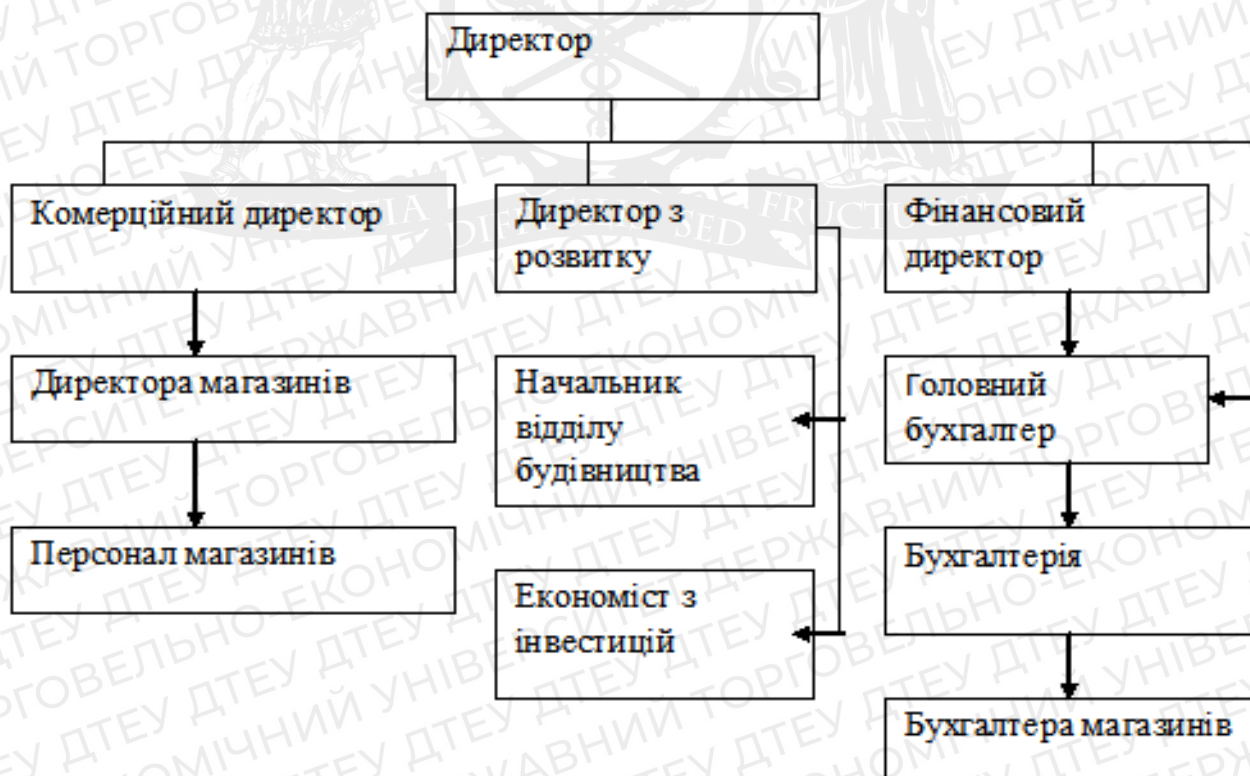 Директор
Комерційний директор
Директор з
розвитку
Фінансовий
директор
Директора магазинів
Начальник
відділу
будівництва
Головний
бухгалтер
Персонал магазинів
Економіст з
інвестицій
Бухгалтерія
Бухгалтера магазинів